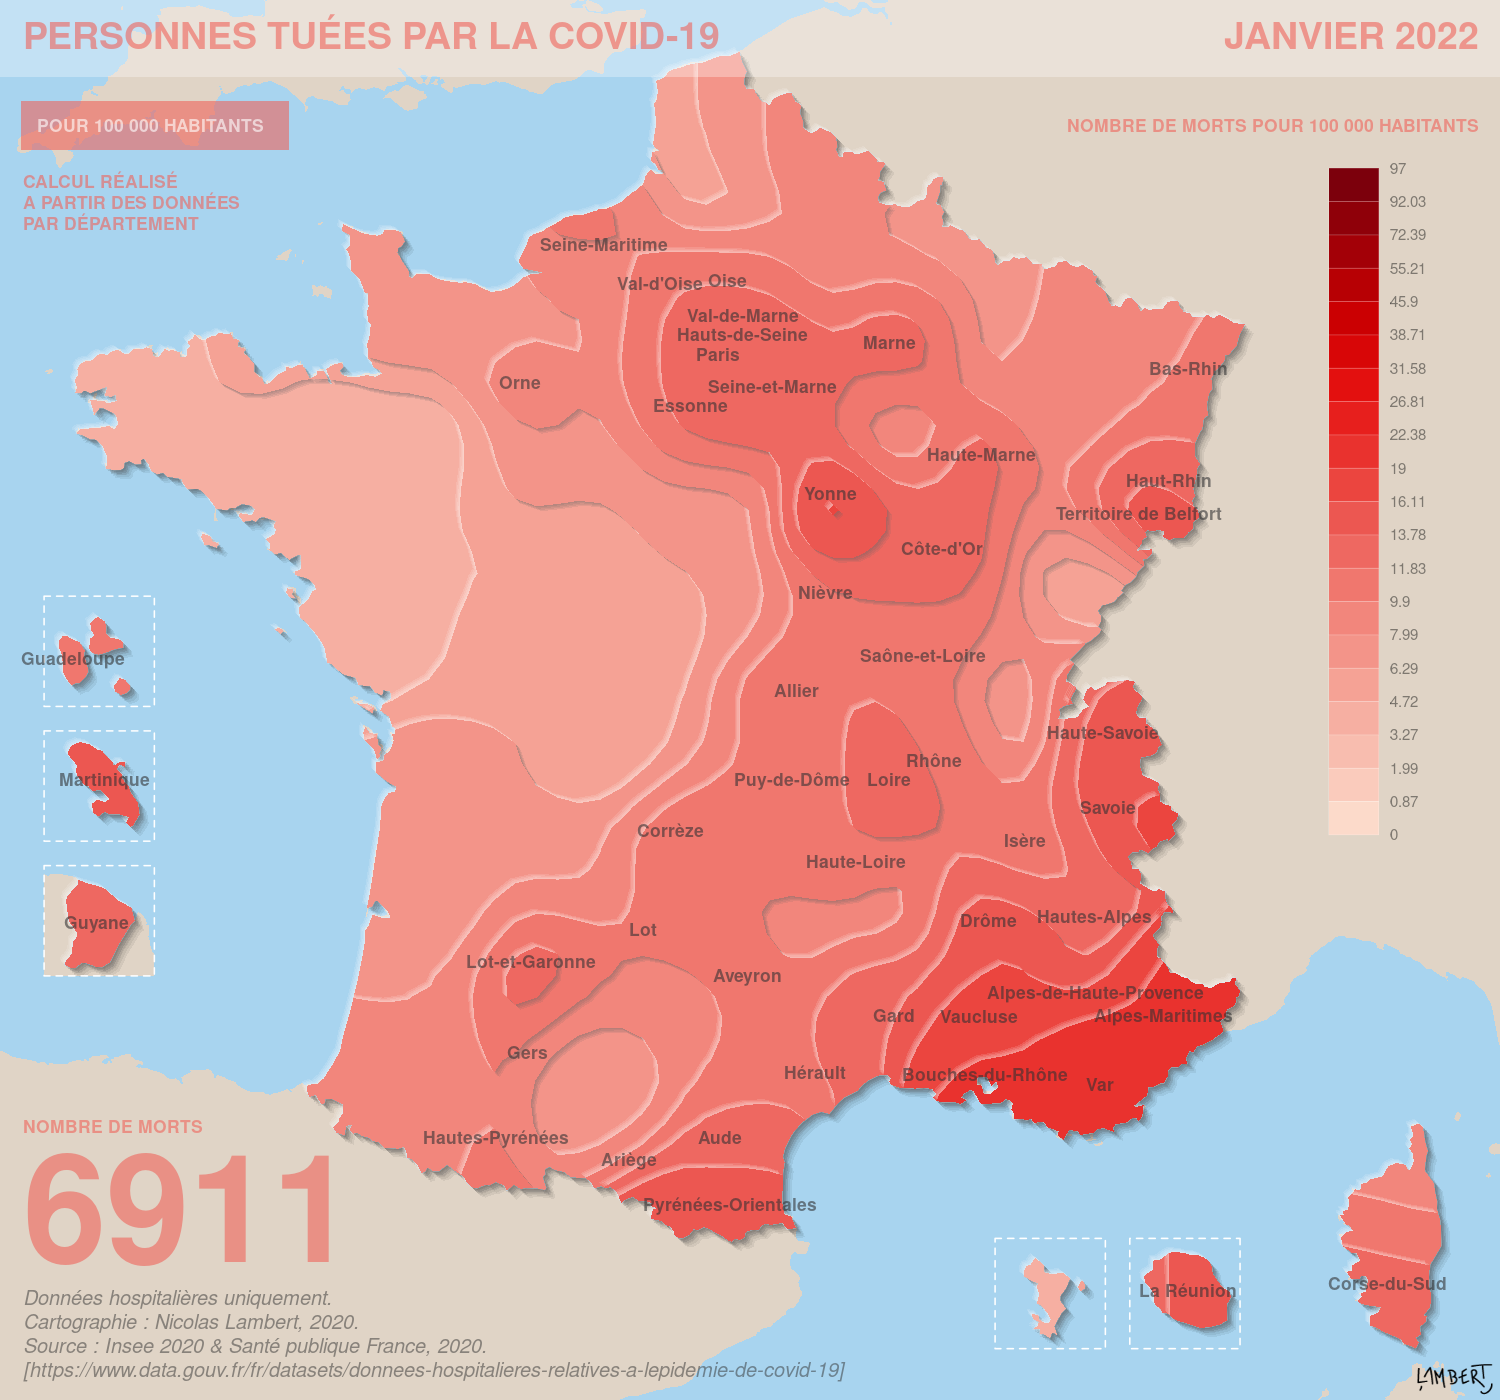 PERSONNES TUÉES PAR LA COVID-19
JANVIER 2022
POUR 100 000 HABITANTS
CALCUL RÉALISÉ
A PARTIR DES DONNÉES
PAR DÉPARTEMENT
NOMBRE DE MORTS POUR 100 000 HABITANTS
97
92.03
72.39
55.21
45.9
38.71
31.58
26.81
22.38
19
16.11
13.78
11.83
9.9
7.99
6.29
4.72
3.27
1.99
0.87
0
Seine-Maritime
Val-d'Oise
Oise
Val-de-Marne
Hauts-de-Seine
Paris
Marne
Seine-et-Marne
Essonne
Orne
Bas-Rhin
Haute-Marne
Haut-Rhin
Yonne
Territoire de Belfort
Côte-d'Or
Nièvre
Saône-et-Loire
Allier
Guadeloupe
Haute-Savoie
Rhône
Puy-de-Dôme
Loire
Martinique
Savoie
Corrèze
Isère
Haute-Loire
Guyane
Lot
Drôme
Hautes-Alpes
Lot-et-Garonne
Aveyron
Alpes-de-Haute-Provence
Gard
Vaucluse
Alpes-Maritimes
Gers
Hérault
Bouches-du-Rhône
Var
Hautes-Pyrénées
Aude
Ariège
Pyrénées-Orientales
La Réunion
Corse-du-Sud
NOMBRE DE MORTS
6911
Données hospitalières uniquement.
Cartographie : Nicolas Lambert, 2020.
Source : Insee 2020 & Santé publique France, 2020.
[https://www.data.gouv.fr/fr/datasets/donnees-hospitalieres-relatives-a-lepidemie-de-covid-19]
LAMBERT